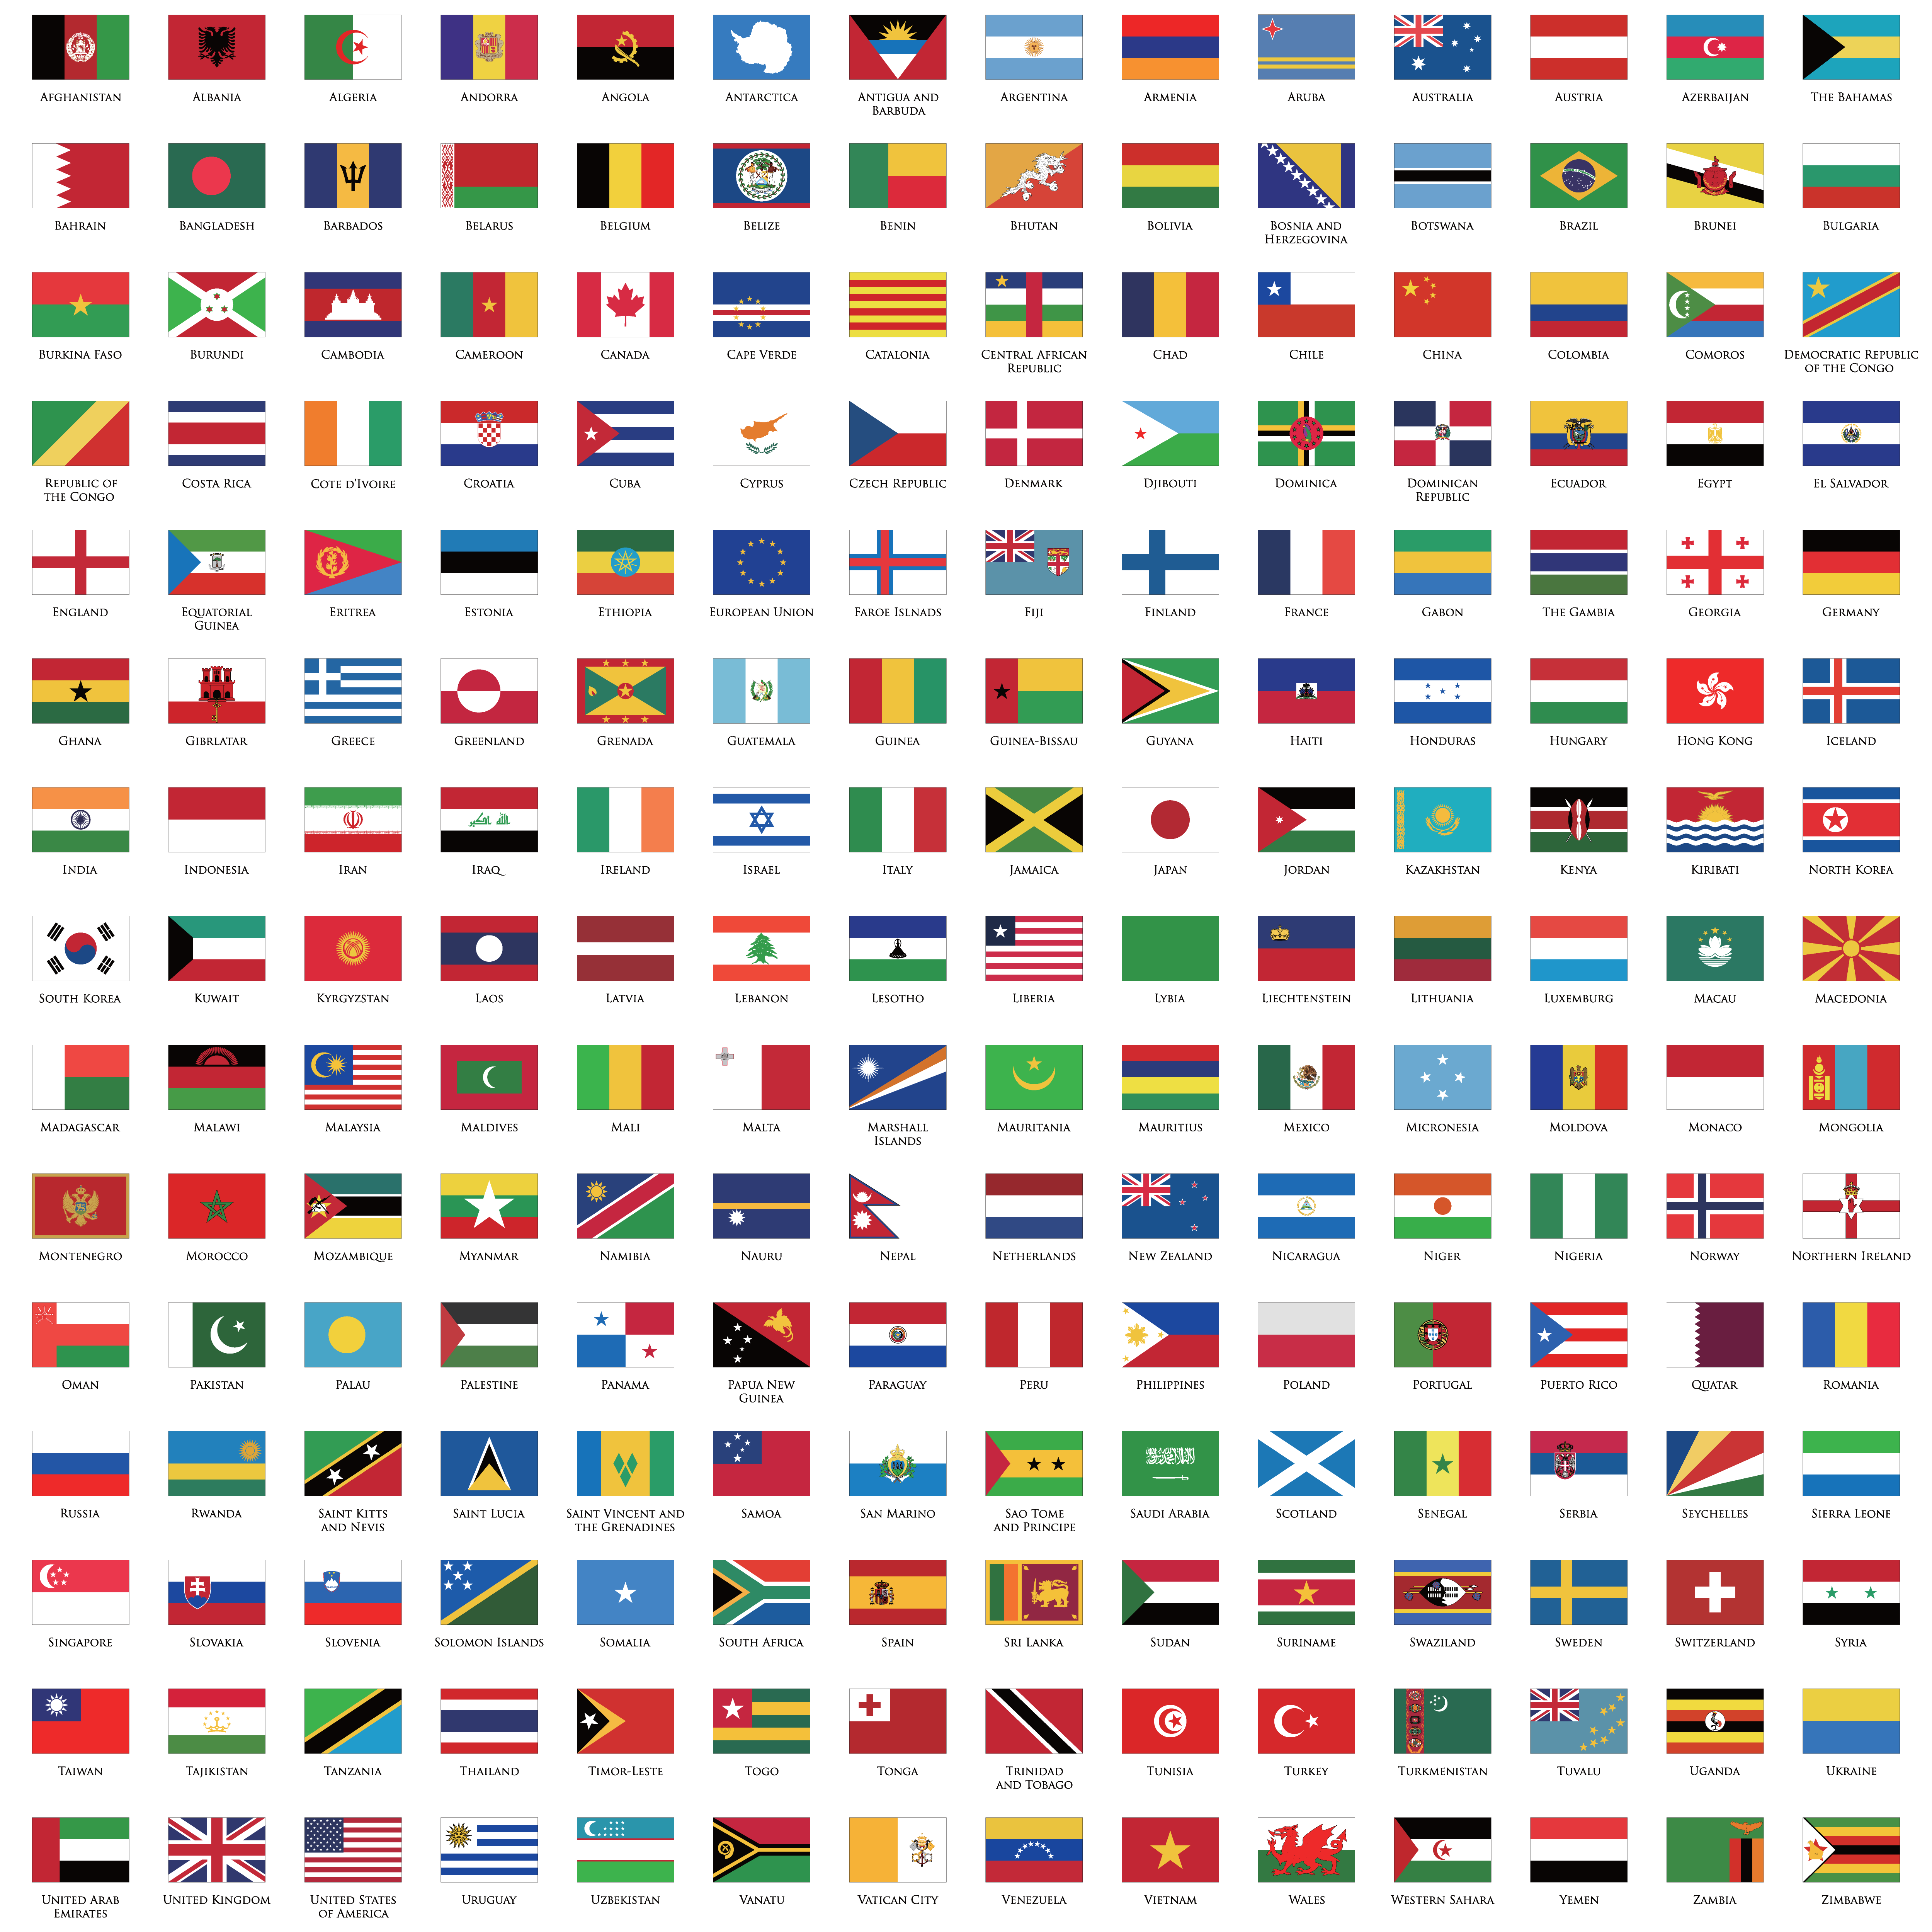 AFGHANISTAN
ALBANIA
ALGERIA
ANDORRA
ANGOLA
ANTARCTICA
ANTIGUA AND
BARBUDA
ARGENTINA
ARMENIA
ARUBA
AUSTRALIA
AUSTRIA
AZERBAIJAN
THE BAHAMAS
BAHRAIN
BANGLADESH
BARBADOS
BELARUS
BELGIUM
BELIZE
BENIN
BHUTAN
BOLIVIA
BOSNIA AND
HERZEGOVINA
BOTSWANA
BRAZIL
BRUNEI
BULGARIA
BURKINA FASO
BURUNDI
CAMBODIA
CAMEROON
CANADA
CAPE VERDE
CATALONIA
CENTRAL AFRICAN
REPUBLIC
CHAD
CHILE
CHINA
COLOMBIA
COMOROS
DEMOCRATIC REPUBLIC
OF THE CONGO
REPUBLIC OF
THE CONGO
COSTA RICA
COTE D'IVOIRE
CROATIA
CUBA
CYPRUS
CZECH REPUBLIC
DENMARK
DJIBOUTI
DOMINICA
DOMINICAN
REPUBLIC
ECUADOR
EGYPT
EL SALVADOR
ENGLAND
EQUATORIAL
GUINEA
ERITREA
ESTONIA
ETHIOPIA
EUROPEAN UNION
FAROE ISLNADS
FIJI
FINLAND
FRANCE
GABON
THE GAMBIA
GEORGIA
GERMANY
GHANA
GIBRLATAR
GREECE
GREENLAND
GRENADA
GUATEMALA
GUINEA
GUINEA-BISSAU
GUYANA
HAITI
HONDURAS
HUNGARY
HONG KONG
ICELAND
الله اكبر
INDIA
INDONESIA
IRAN
IRAQ
IRELAND
ISRAEL
ITALY
JAMAICA
JAPAN
JORDAN
KAZAKHSTAN
KENYA
KIRIBATI
NORTH KOREA
SOUTH KOREA
KUWAIT
KYRGYZSTAN
LAOS
LATVIA
LEBANON
LESOTHO
LIBERIA
LYBIA
LIECHTENSTEIN
LITHUANIA
LUXEMBURG
MACAU
MACEDONIA
MADAGASCAR
MALAWI
MALAYSIA
MALDIVES
MALI
MALTA
MARSHALL
ISLANDS
MAURITANIA
MAURITIUS
MEXICO
MICRONESIA
MOLDOVA
MONACO
MONGOLIA
MONTENEGRO
MOROCCO
MOZAMBIQUE
MYANMAR
NAMIBIA
NAURU
NEPAL
NETHERLANDS
NEW ZEALAND
NICARAGUA
NIGER
NIGERIA
NORWAY
NORTHERN IRELAND
OMAN
PAKISTAN
PALAU
PALESTINE
PANAMA
PAPUA NEW
GUINEA
PARAGUAY
PERU
PHILIPPINES
POLAND
PORTUGAL
PUERTO RICO
QUATAR
ROMANIA
RUSSIA
RWANDA
SAINT KITTS
AND NEVIS
SAINT LUCIA
SAINT VINCENT AND
THE GRENADINES
SAMOA
SAN MARINO
SAO TOME
AND PRINCIPE
SAUDI ARABIA
SCOTLAND
SENEGAL
SERBIA
SEYCHELLES
SIERRA LEONE
SINGAPORE
SLOVAKIA
SLOVENIA
SOLOMON ISLANDS
SOMALIA
SOUTH AFRICA
SPAIN
SRI LANKA
SUDAN
SURINAME
SWAZILAND
SWEDEN
SWITZERLAND
SYRIA
TAIWAN
TAJIKISTAN
TANZANIA
THAILAND
TIMOR-LESTE
TOGO
TONGA
TRINIDAD
AND TOBAGO
TUNISIA
TURKEY
TURKMENISTAN
TUVALU
UGANDA
UKRAINE
UNITED ARAB
EMIRATES
UNITED KINGDOM
UNITED STATES
OF AMERICA
URUGUAY
UZBEKISTAN
VANATU
VATICAN CITY
VENEZUELA
VIETNAM
WALES
WESTERN SAHARA
YEMEN
ZAMBIA
ZIMBABWE